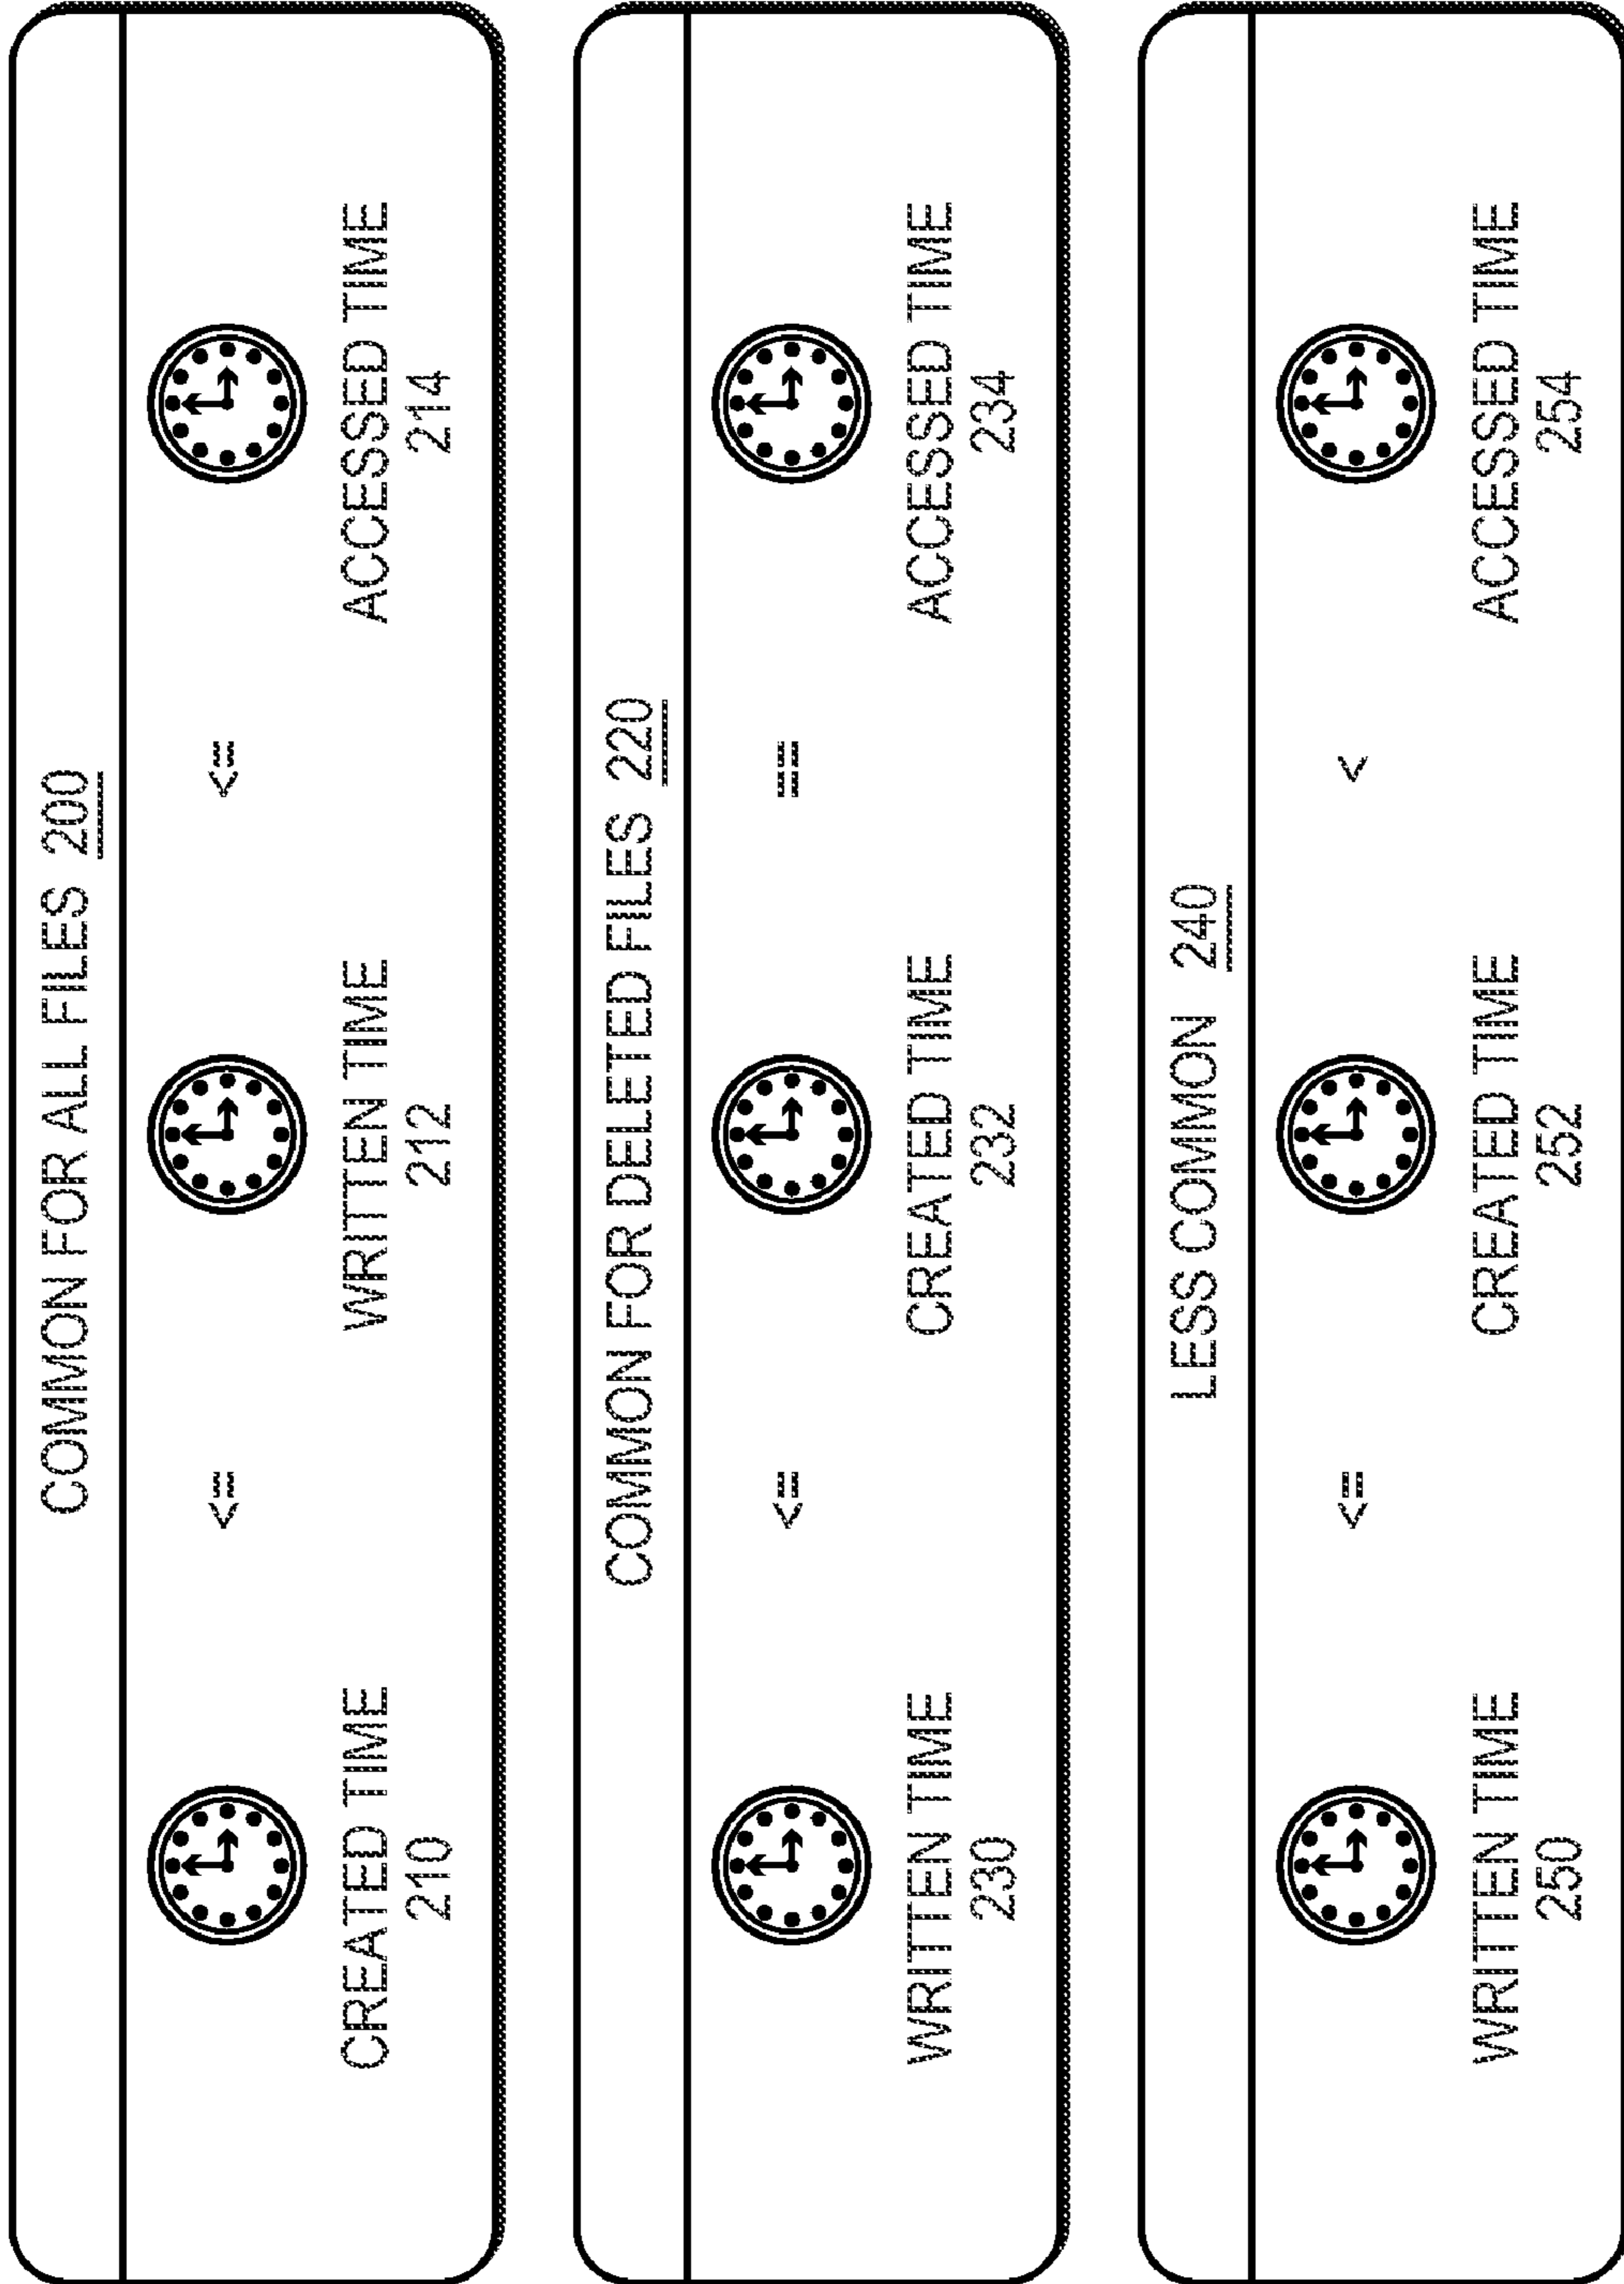 COMMON FOR ALL FILES 200
<= <=
CREATED TIME WRITTEN TIME ACCESSED TIME
210 212 214
COMMON FOR DELETED FILES 220
<= ==
WRITTEN TIME CREATED TIME ACCESSED TIME
230 232 234
LESS COMMON 240
<= <
WRITTEN TIME CREATED TIME ACCESSED TIME
250 252 254